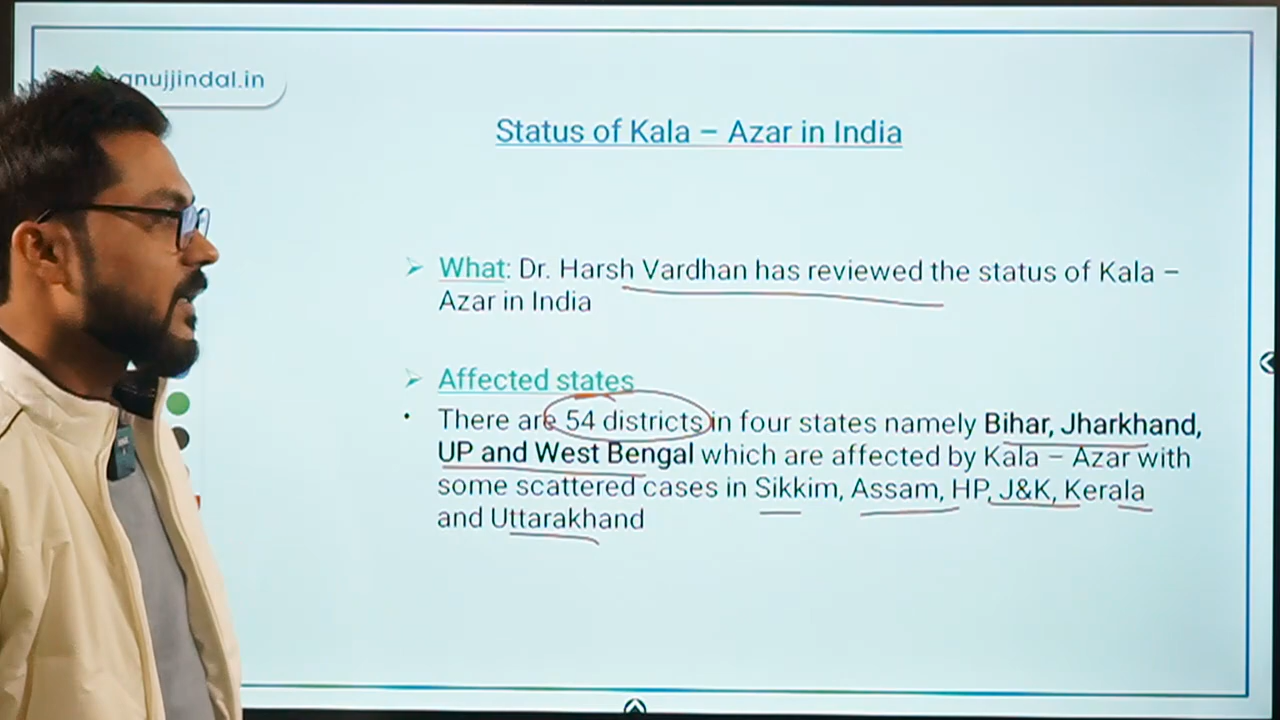 anujjindal.in
Status of Kala – Azar in India
➢ What: Dr. Harsh Vardhan has reviewed the status of Kala –
Azar in India
➢ Affected states
• There are 54 districts in four states namely Bihar, Jharkhand,
UP and West Bengal which are affected by Kala – Azar with
some scattered cases in Sikkim, Assam, HP, J&K, Kerala
and Uttarakhand